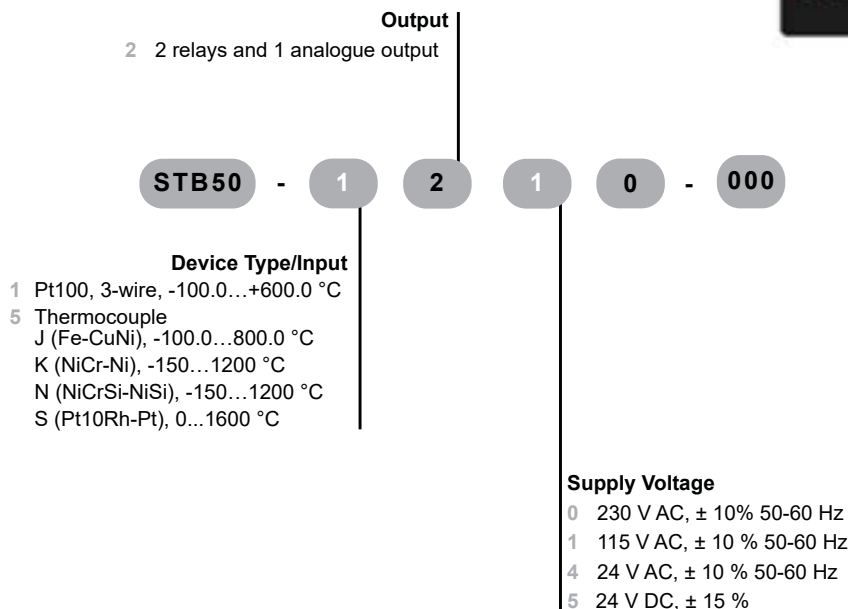 Output
2 2 relays and 1 analogue output
STB50 - 1 2 1 0 - 000
Device Type/Input
1 Pt100, 3-wire, -100.0…+600.0 °C
5 Thermocouple
J (Fe-CuNi), -100.0…800.0 °C
K (NiCr-Ni), -150…1200 °C
N (NiCrSi-NiSi), -150…1200 °C
S (Pt10Rh-Pt), 0...1600 °C
Supply Voltage
0 230 V AC, ± 10% 50-60 Hz
1 115 V AC, ± 10 % 50-60 Hz
4 24 V AC, ± 10 % 50-60 Hz
5 24 V DC, ± 15 %